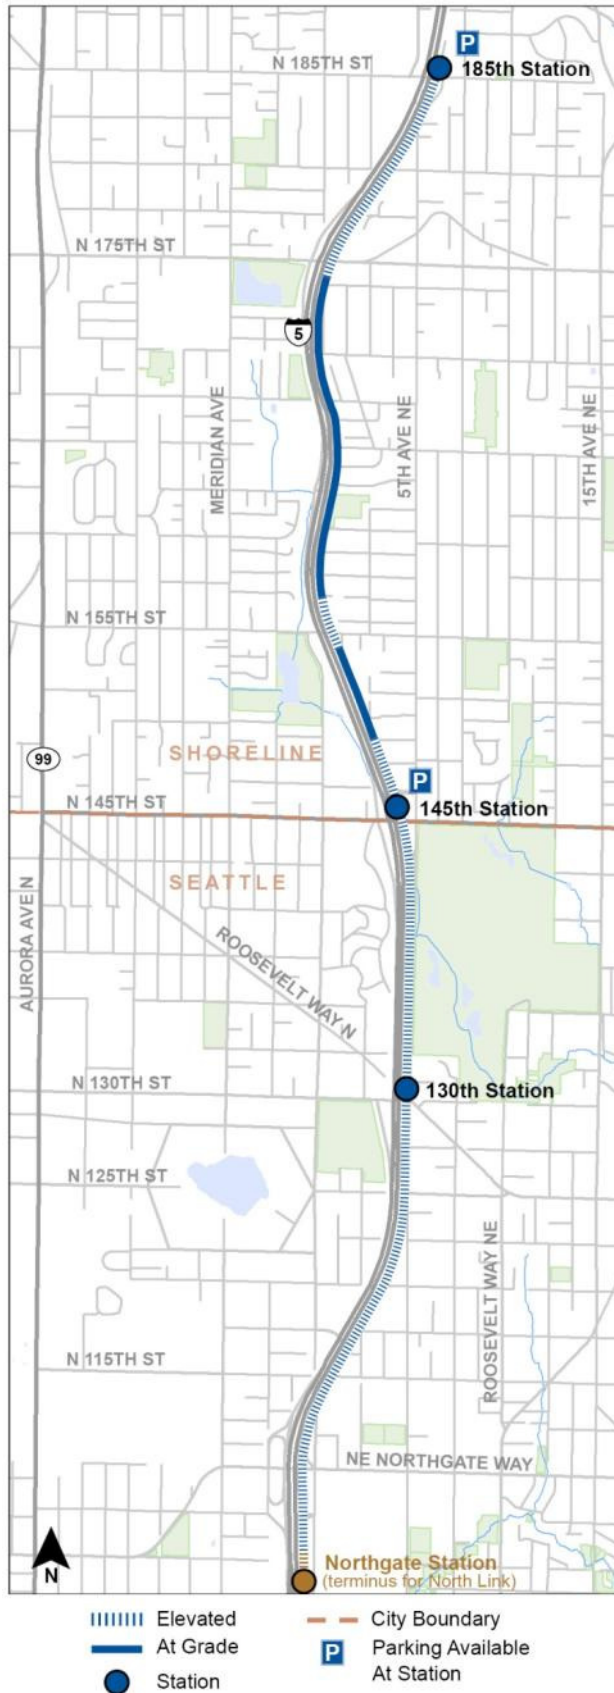 P
N 185TH ST
185th Station
N 175TH ST
5
MERIDIAN AVE
5TH AVE NE
15TH AVE NE
N 155TH ST
SHORELINE
99
P
N 145TH ST
145th Station
SEATTLE
AURORA AVE N
ROOSEVELT WAY N
N 130TH ST
130th Station
N 125TH ST
ROOSEVELT WAY NE
N 115TH ST
NE NORTHGATE WAY
N
Northgate Station
(terminus for North Link)
Elevated
At Grade
Station
City Boundary
P
Parking Available
At Station